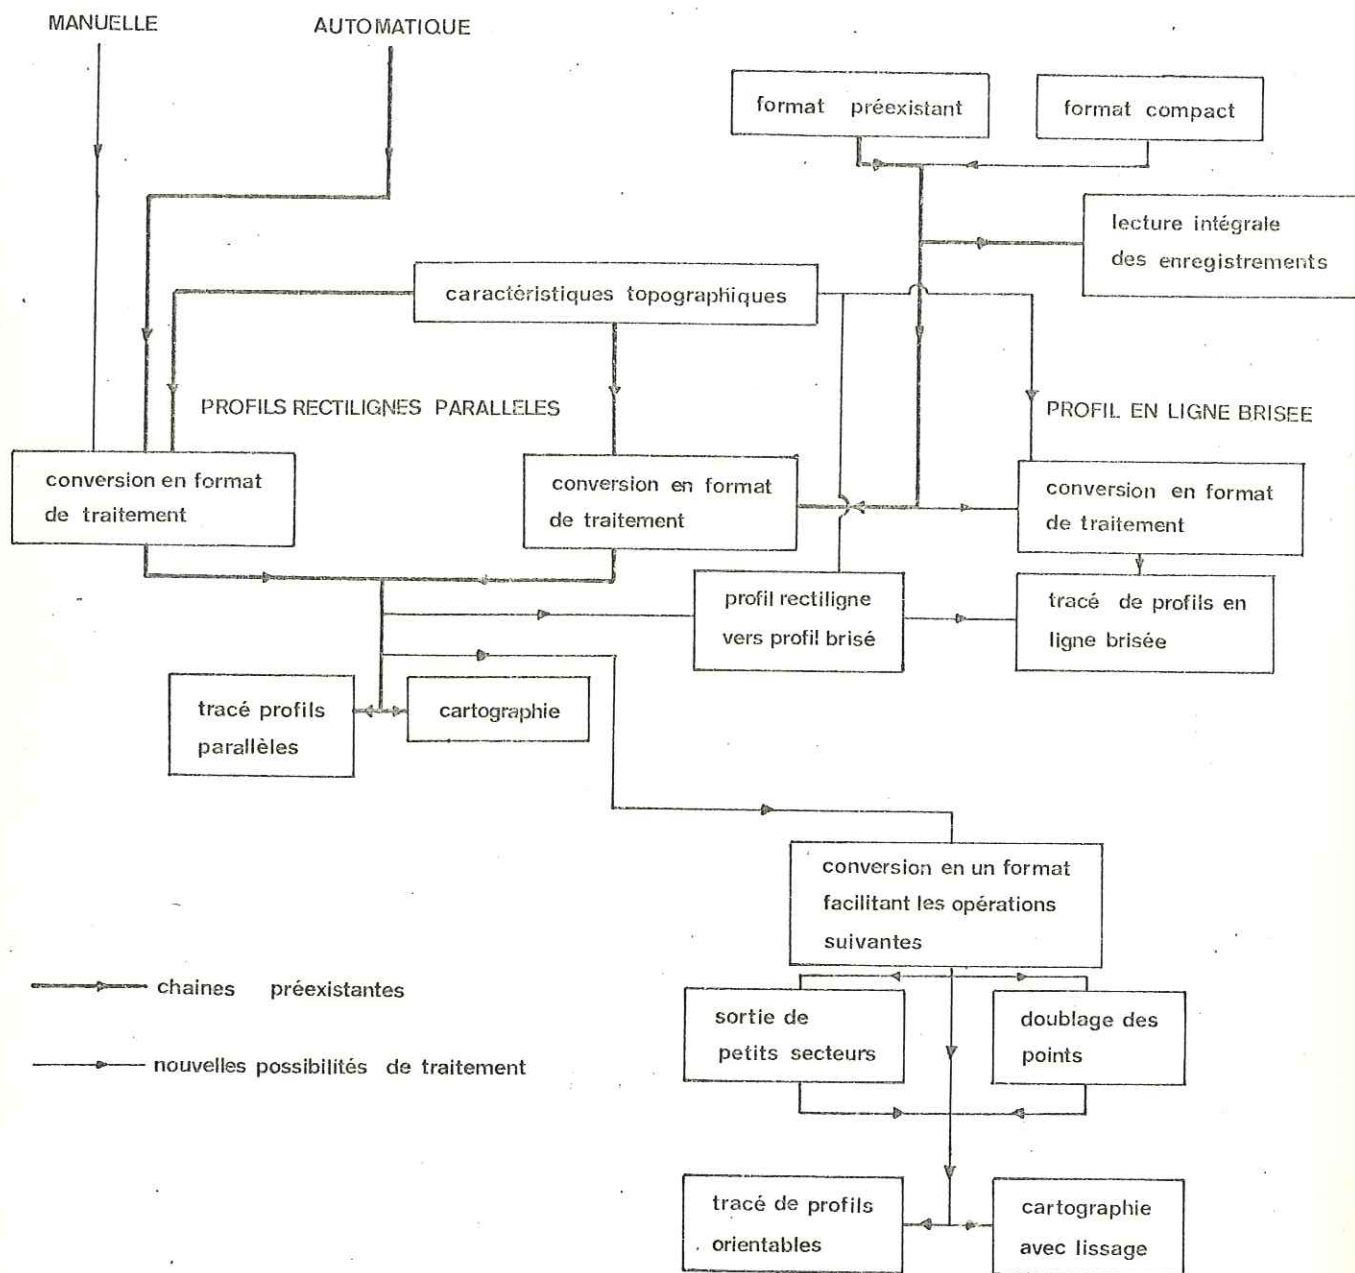 MANUELLE
AUTOMATIQUE
format préexistant
format compact
lecture intégrale
des enregistrements
caractéristiques topographiques
PROFILS RECTILIGNES PARALLELES
PROFIL EN LIGNE BRISEE
conversion en format
de traitement
conversion en format
de traitement
conversion en format
de traitement
profil rectiligne
vers profil brisé
tracé de profils en
ligne brisée
tracé profils
parallèles
cartographie
conversion en un format
facilitant les opérations
suivantes
chaines préexistantes
sortie de
petits secteurs
doublage des
points
nouvelles possibilités de traitement
tracé de profils
orientables
cartographie
avec lissage